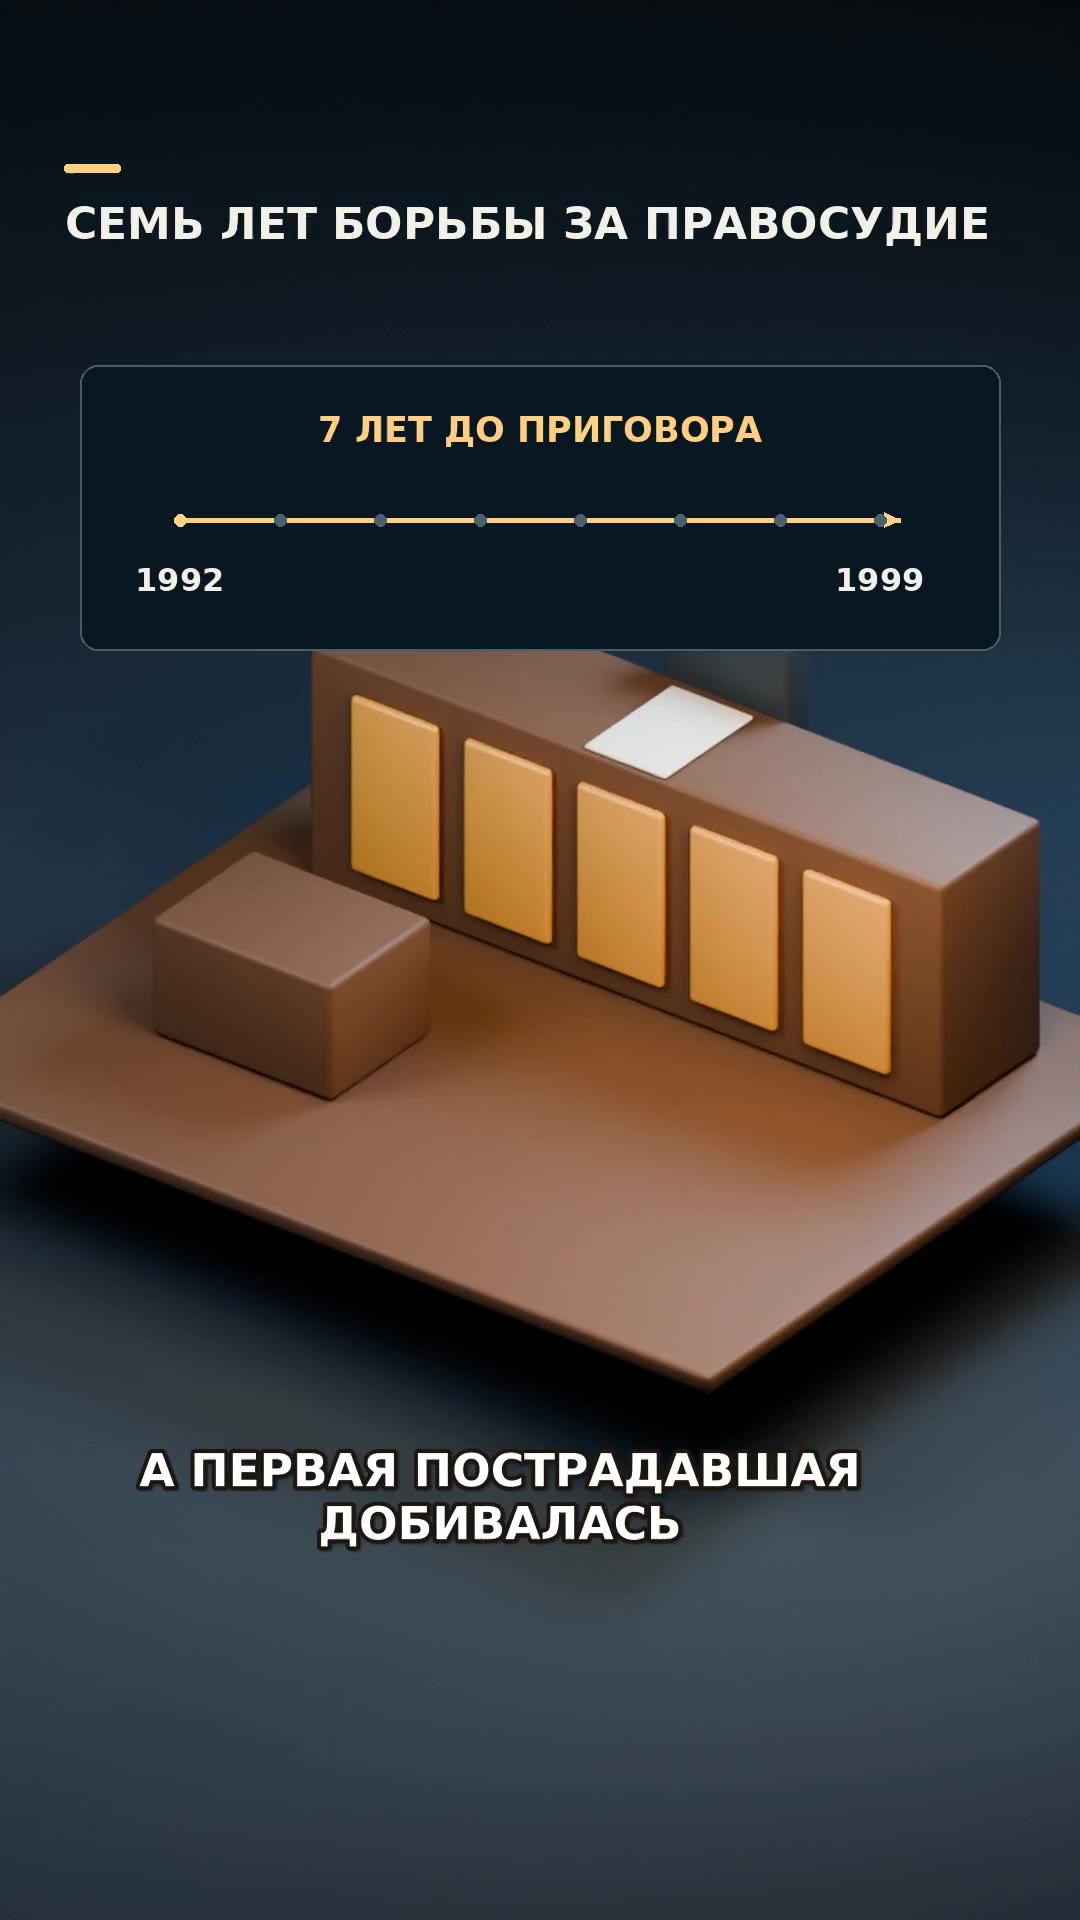 СЕМЬ ЛЕТ БОРЬБЫ ЗА ПРАВОСУДИЕ
7 ЛЕТ ДО ПРИГОВОРА
1992
1999
А ПЕРВАЯ ПОСТРАДАВШАЯ
ДОБИВАЛАСЬ